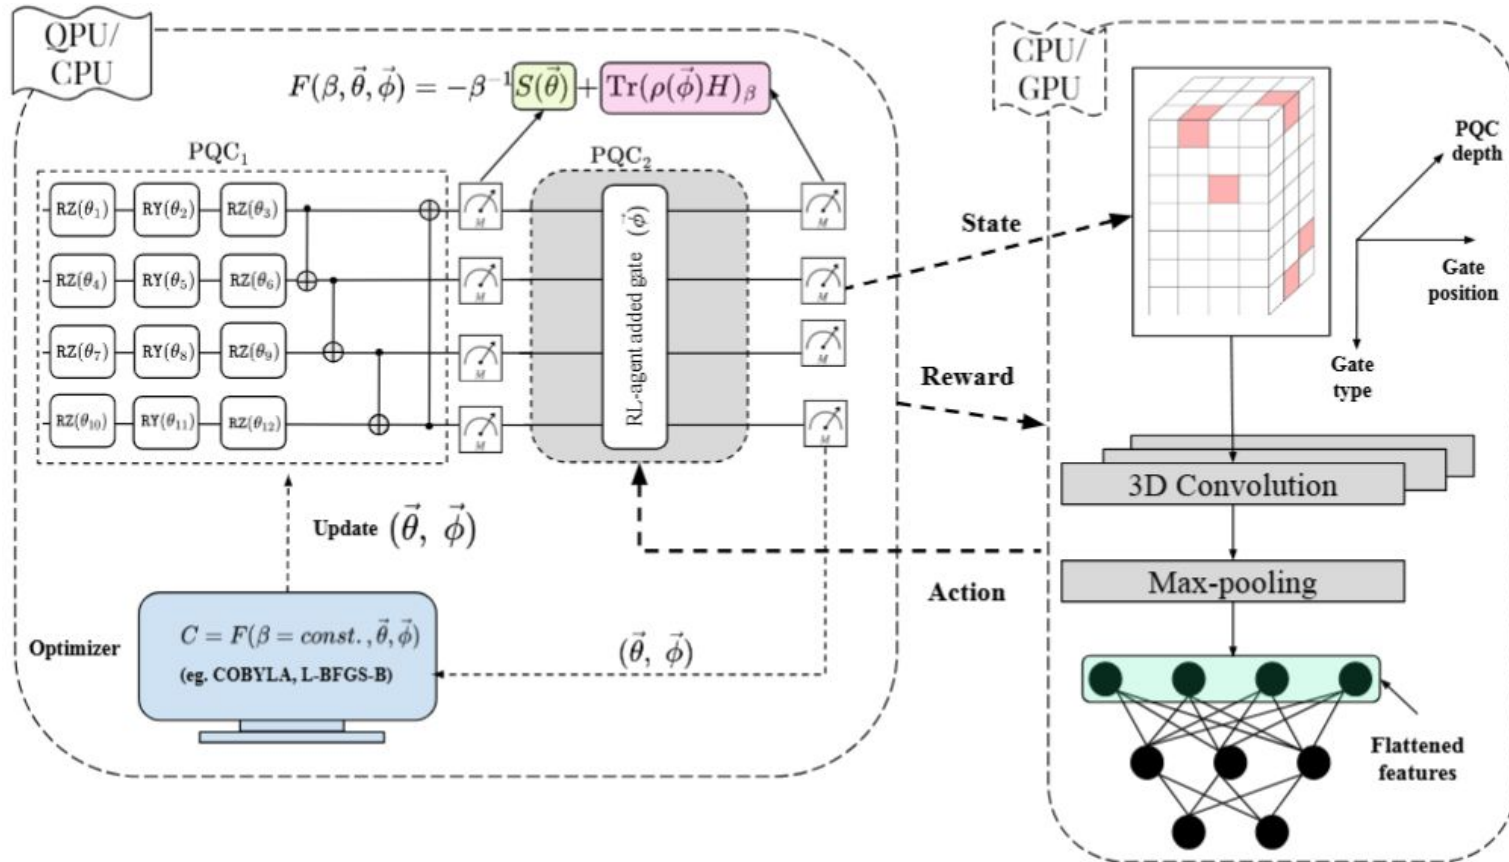 QPU/
CPU
F(β, θ⃗, φ⃗) = −β⁻¹S(θ⃗) + Tr(ρ(φ⃗)H)_β
PQC₁
RZ(θ₁) RY(θ₂) RZ(θ₃)
RZ(θ₄) RY(θ₅) RZ(θ₆)
RZ(θ₇) RY(θ₈) RZ(θ₉)
RZ(θ₁₀) RY(θ₁₁) RZ(θ₁₂)
M
M
M
M
PQC₂
RL-agent added gate (φ⃗)
M
M
M
M
Update (θ⃗, φ⃗)
Optimizer
C = F(β = const., θ⃗, φ⃗)
(eg. COBYLA, L-BFGS-B)
(θ⃗, φ⃗)
State
Reward
Action
CPU/
GPU
PQC
depth
Gate
position
Gate
type
3D Convolution
Max-pooling
Flattened
features